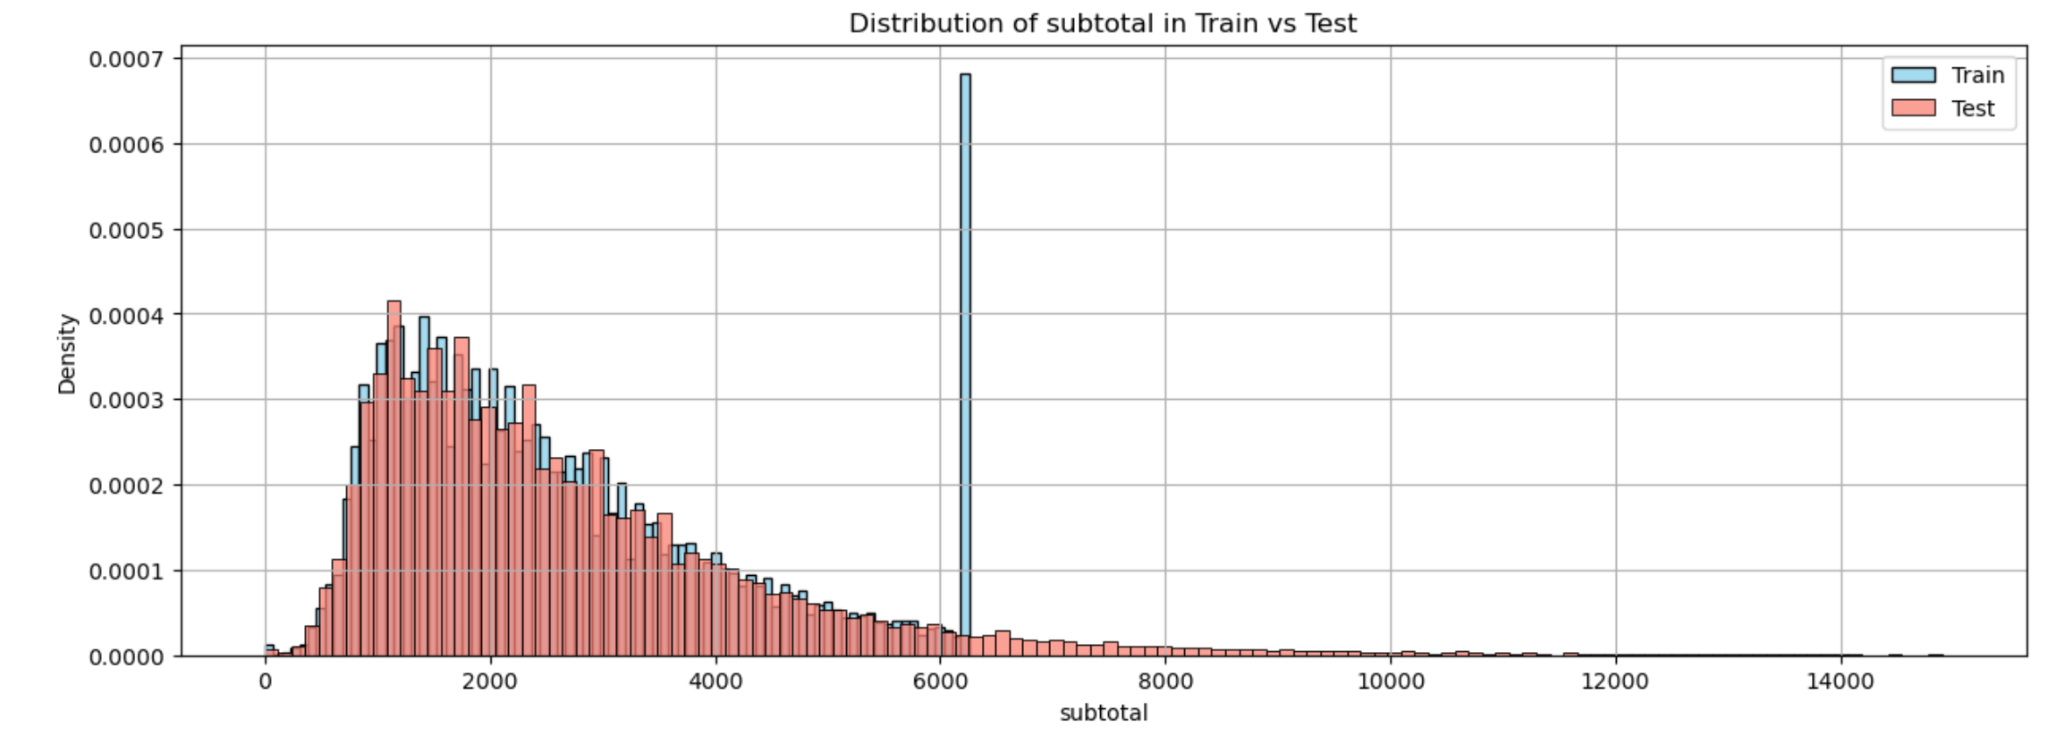 Distribution of subtotal in Train vs Test
0.0007
0.0006
0.0005
0.0004
0.0003
0.0002
0.0001
0.0000
Density
Train
Test
0 2000 4000 6000 8000 10000 12000 14000
subtotal